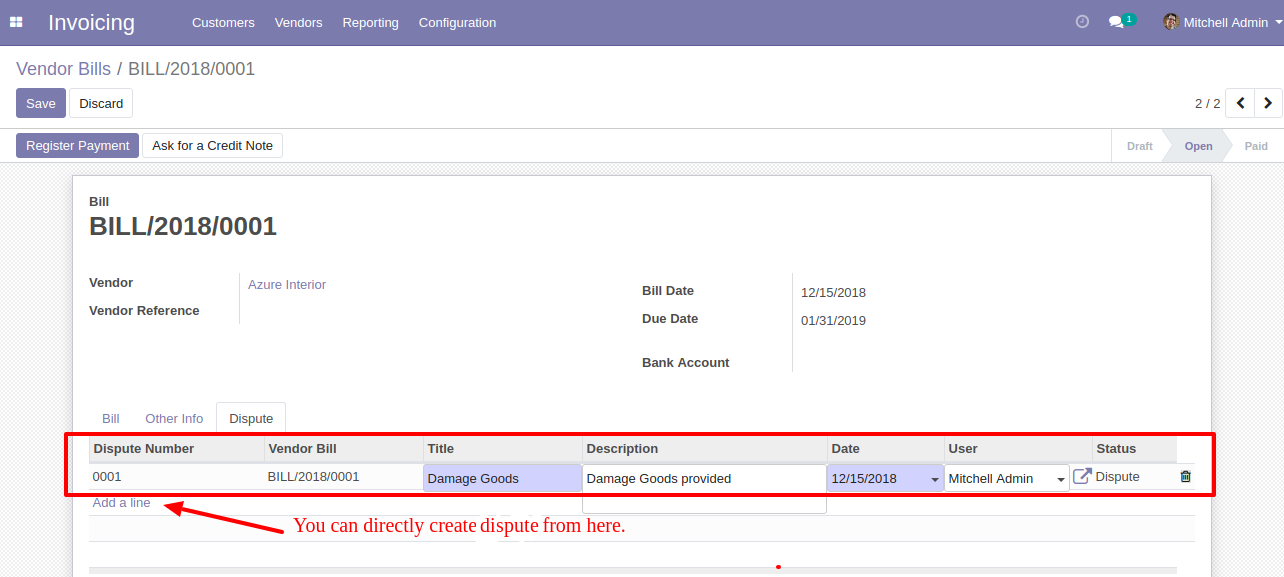 Invoicing Customers Vendors Reporting Configuration 1 Mitchell Admin
Vendor Bills / BILL/2018/0001
Save Discard 2 / 2
Register Payment Ask for a Credit Note Draft Open Paid
Bill
BILL/2018/0001
Vendor Azure Interior
Vendor Reference
Bill Date 12/15/2018
Due Date 01/31/2019
Bank Account
Bill Other Info Dispute
Dispute Number Vendor Bill Title Description Date User Status
0001 BILL/2018/0001 Damage Goods Damage Goods provided 12/15/2018 Mitchell Admin Dispute
Add a line
You can directly create dispute from here.